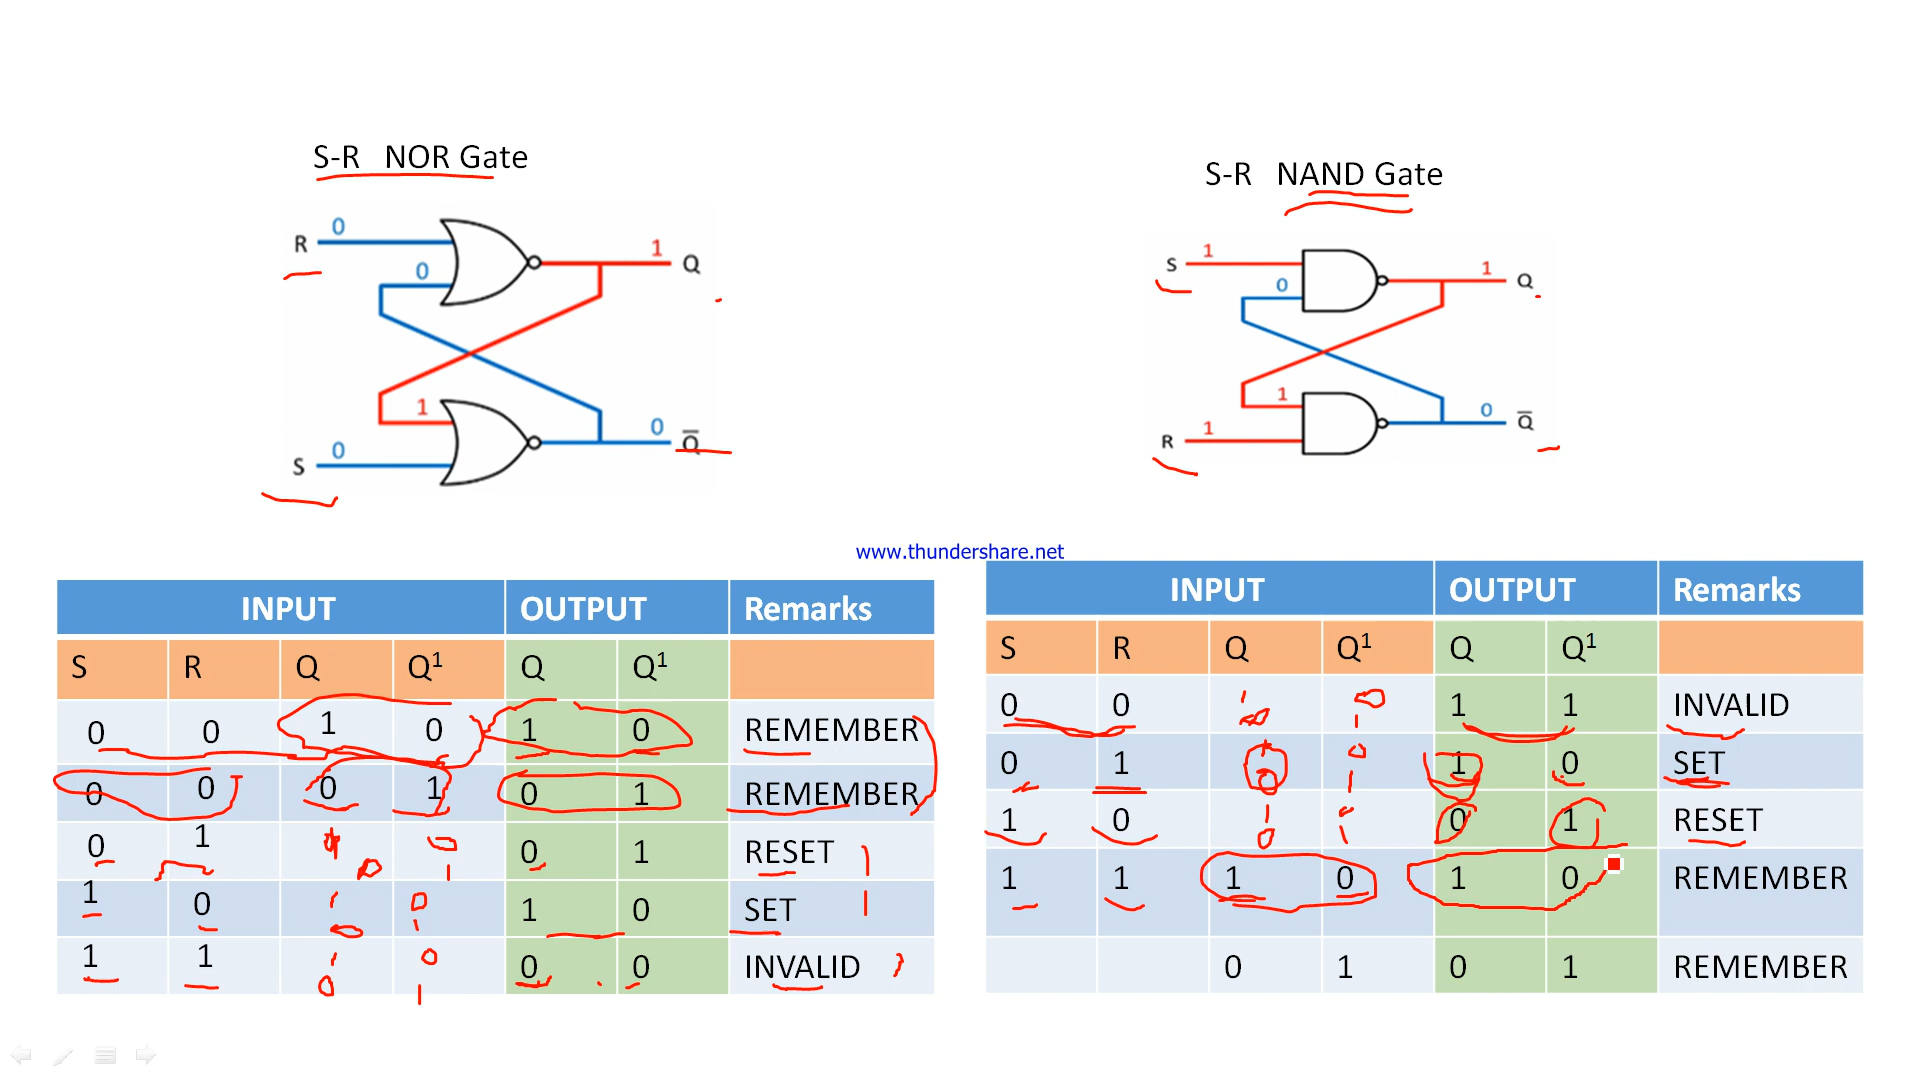 S-R NOR Gate
R 0 1 Q
0
1
S 0 0 Q̅
S-R NAND Gate
S 1 1 Q
0
1
R 1 0 Q̅
www.thundershare.net
INPUT OUTPUT Remarks
S R Q Q¹ Q Q¹
0 0 1 0 1 0 REMEMBER
0 0 0 1 0 1 REMEMBER
0 1 0 1 RESET
1 0 1 0 SET
1 1 0 0 INVALID
INPUT OUTPUT Remarks
S R Q Q¹ Q Q¹
0 0 1 1 INVALID
0 1 1 0 SET
1 0 0 1 RESET
1 1 1 0 1 0 REMEMBER
0 1 0 1 REMEMBER